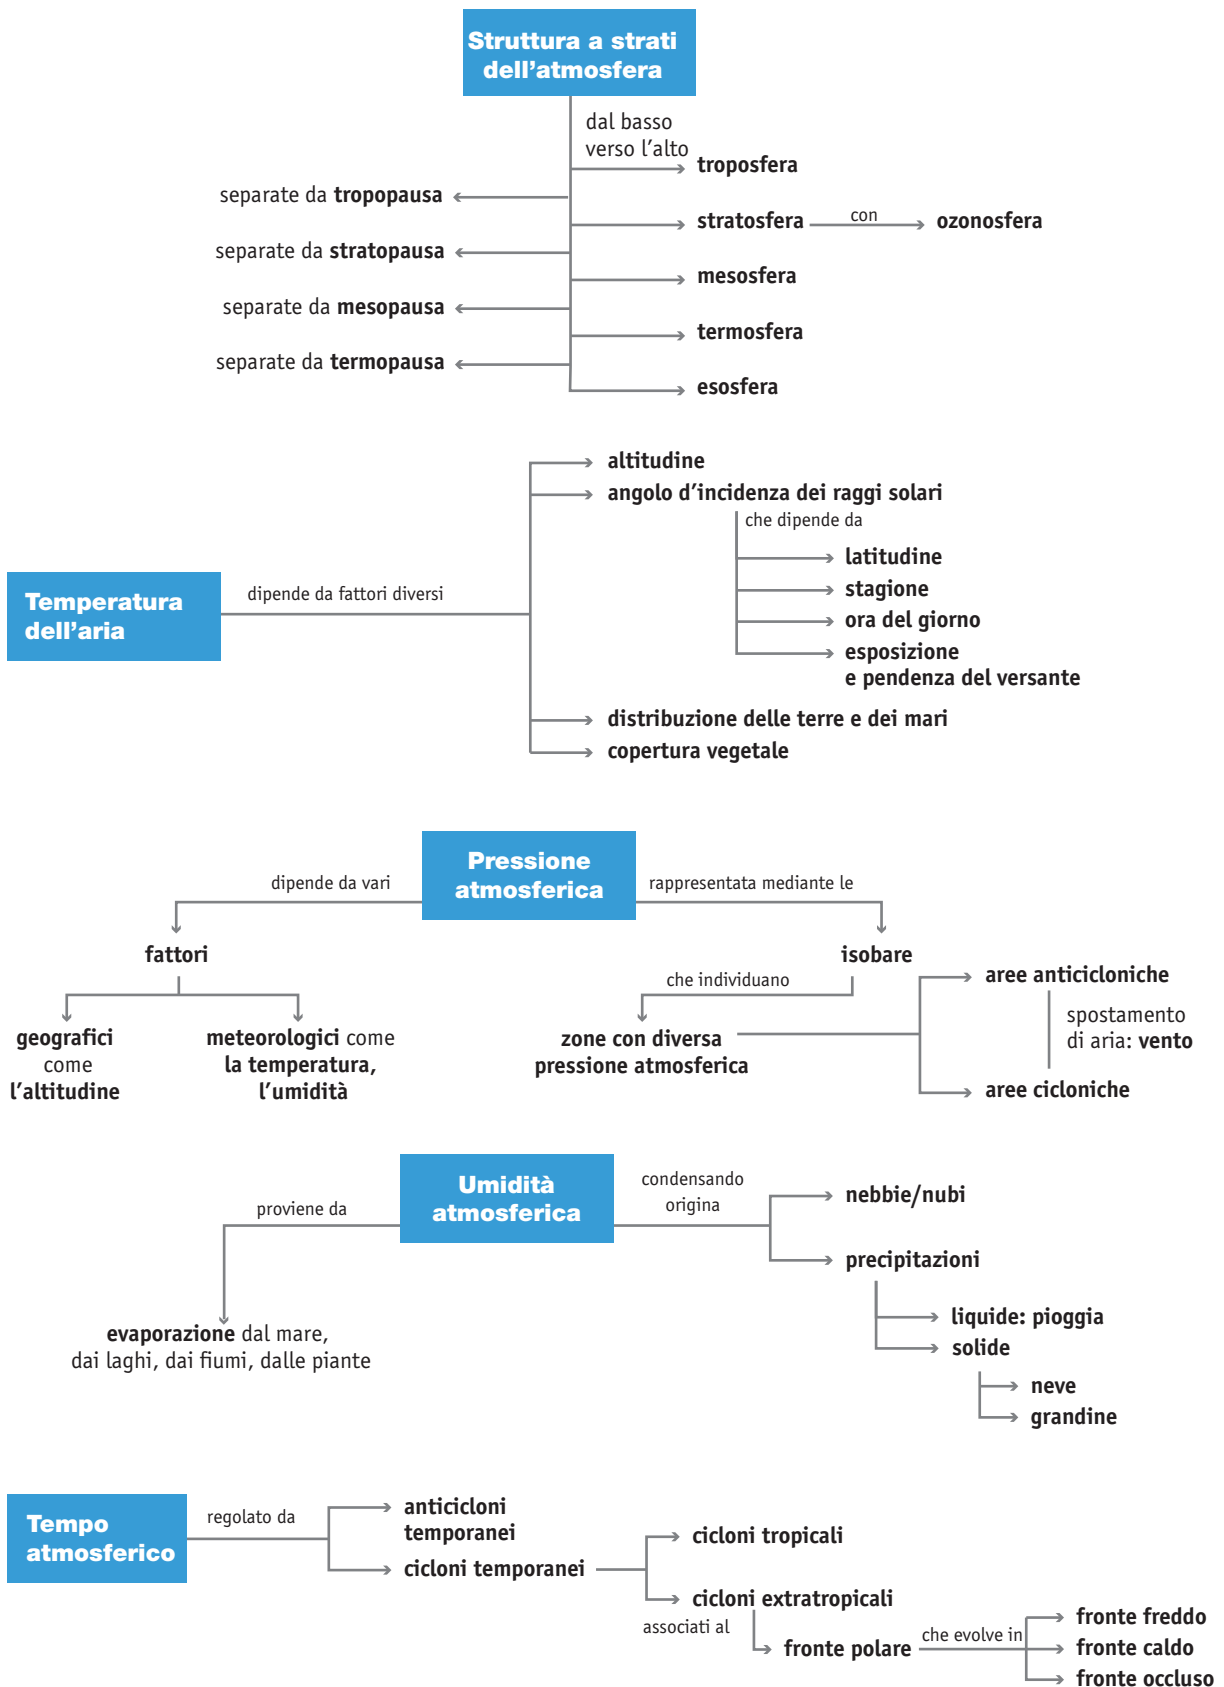 Struttura a strati
dell'atmosfera
dal basso
verso l'alto
troposfera
separate da tropopausa
stratosfera
con
ozonosfera
separate da stratopausa
mesosfera
separate da mesopausa
termosfera
separate da termopausa
esosfera
altitudine
angolo d'incidenza dei raggi solari
che dipende da
latitudine
stagione
ora del giorno
esposizione
e pendenza del versante
Temperatura
dell'aria
dipende da fattori diversi
distribuzione delle terre e dei mari
copertura vegetale
Pressione
atmosferica
dipende da vari
rappresentata mediante le
fattori
isobare
geografici
come
l'altitudine
meteorologici come
la temperatura,
l'umidità
che individuano
zone con diversa
pressione atmosferica
aree anticicloniche
spostamento
di aria: vento
aree cicloniche
Umidità
atmosferica
proviene da
condensando
origina
nebbie/nubi
precipitazioni
evaporazione dal mare,
dai laghi, dai fiumi, dalle piante
liquide: pioggia
solide
neve
grandine
Tempo
atmosferico
regolato da
anticicloni
temporanei
cicloni temporanei
cicloni tropicali
cicloni extratropicali
associati al
fronte polare
che evolve in
fronte freddo
fronte caldo
fronte occluso